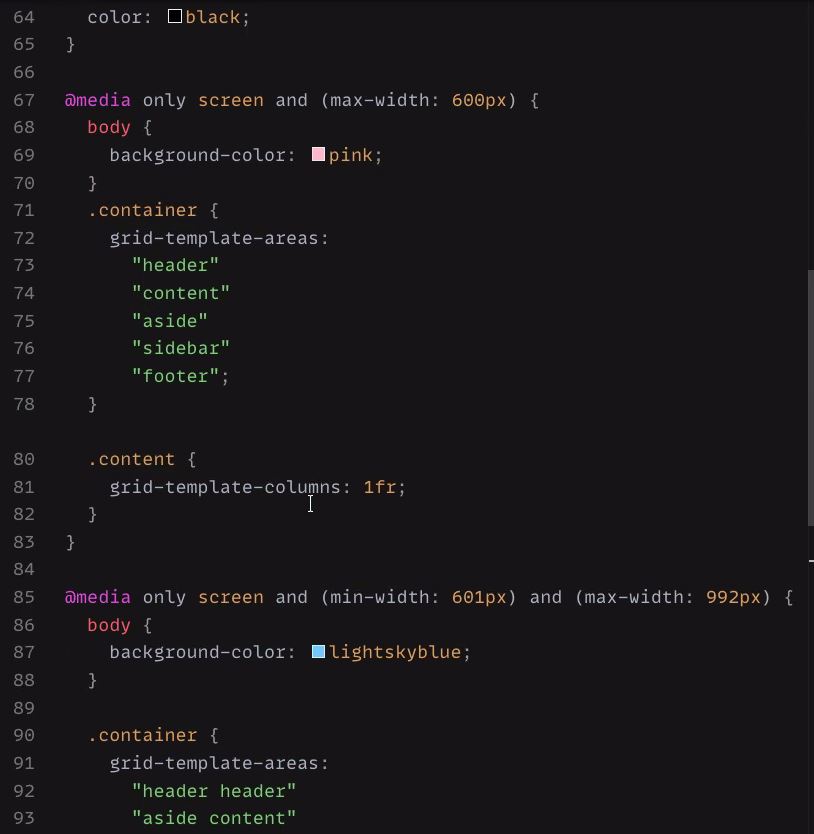 64 color: black;
65 }
66
67 @media only screen and (max-width: 600px) {
68 body {
69 background-color: pink;
70 }
71 .container {
72 grid-template-areas:
73 "header"
74 "content"
75 "aside"
76 "sidebar"
77 "footer";
78 }
80 .content {
81 grid-template-columns: 1fr;
82 }
83 }
84
85 @media only screen and (min-width: 601px) and (max-width: 992px) {
86 body {
87 background-color: lightskyblue;
88 }
89
90 .container {
91 grid-template-areas:
92 "header header"
93 "aside content"